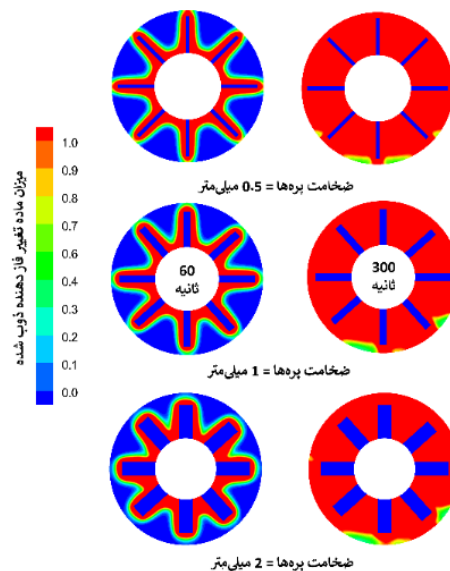 ضخامت پره‌ها = 0.5 میلی‌متر
میزان ماده تغییر فاز دهنده ذوب شده
1.0
0.9
0.8
0.7
0.6
0.5
0.4
0.3
0.2
0.1
0.0
60
ثانیه
300
ثانیه
ضخامت پره‌ها = 1 میلی‌متر
ضخامت پره‌ها = 2 میلی‌متر